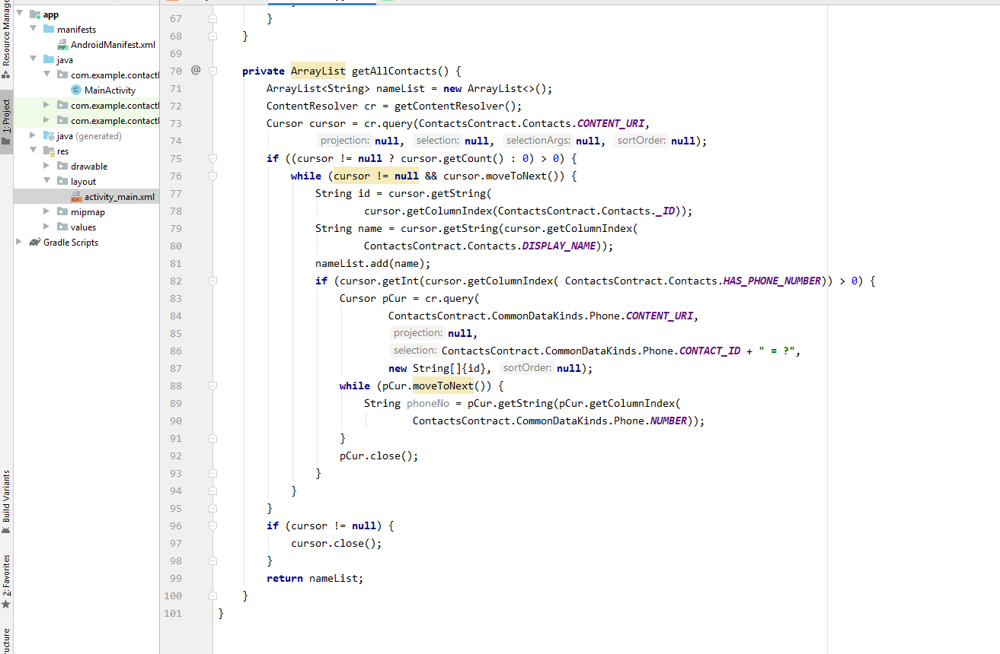 Resource Manage
1: Project
Build Variants
2: Favorites
ructure
app
manifests
AndroidManifest.xml
java
com.example.contactl
MainActivity
com.example.contactl
com.example.contactl
java (generated)
res
drawable
layout
activity_main.xml
mipmap
values
Gradle Scripts
67 }
68 }
69
70 @ private ArrayList getAllContacts() {
71 ArrayList<String> nameList = new ArrayList<>();
72 ContentResolver cr = getContentResolver();
73 Cursor cursor = cr.query(ContactsContract.Contacts.CONTENT_URI,
74 projection: null, selection: null, selectionArgs: null, sortOrder: null);
75 if ((cursor != null ? cursor.getCount() : 0) > 0) {
76 while (cursor != null && cursor.moveToNext()) {
77 String id = cursor.getString(
78 cursor.getColumnIndex(ContactsContract.Contacts._ID));
79 String name = cursor.getString(cursor.getColumnIndex(
80 ContactsContract.Contacts.DISPLAY_NAME));
81 nameList.add(name);
82 if (cursor.getInt(cursor.getColumnIndex( ContactsContract.Contacts.HAS_PHONE_NUMBER)) > 0) {
83 Cursor pCur = cr.query(
84 ContactsContract.CommonDataKinds.Phone.CONTENT_URI,
85 projection: null,
86 selection: ContactsContract.CommonDataKinds.Phone.CONTACT_ID + " = ?",
87 new String[]{id}, sortOrder: null);
88 while (pCur.moveToNext()) {
89 String phoneNo = pCur.getString(pCur.getColumnIndex(
90 ContactsContract.CommonDataKinds.Phone.NUMBER));
91 }
92 pCur.close();
93 }
94 }
95 }
96 if (cursor != null) {
97 cursor.close();
98 }
99 return nameList;
100 }
101 }